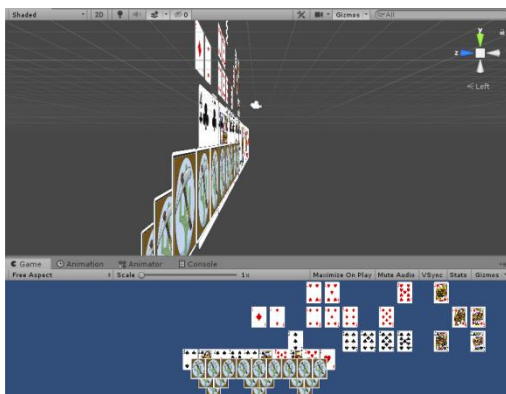 Shaded 2D 0 Gizmos All
y
z
Left
Game Animation Animator Console
Free Aspect Scale 1x Maximize On Play Mute Audio VSync Stats Gizmos